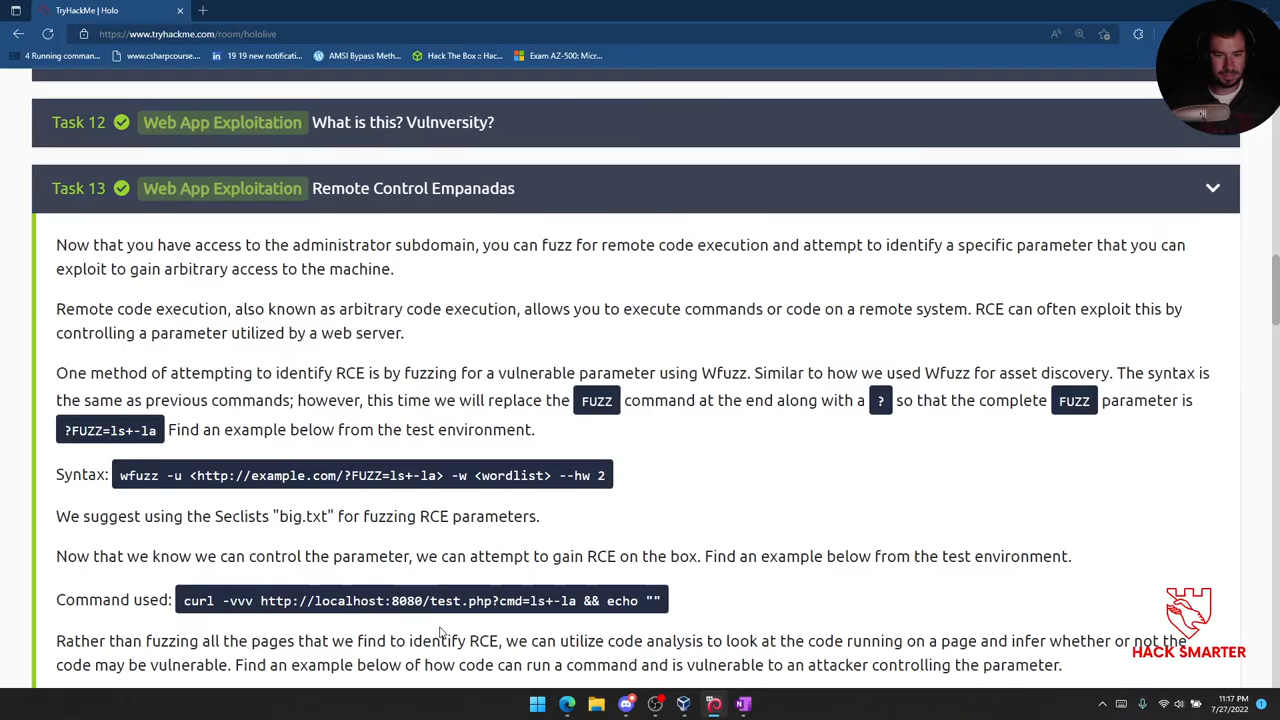 TryHackMe | Holo
https://www.tryhackme.com/room/hololive
4 Running comman...
www.csharpcourse....
19 19 new notificati...
AMSI Bypass Meth...
Hack The Box :: Hac...
Exam AZ-500: Micr...
Task 12 Web App Exploitation What is this? Vulnversity?
Task 13 Web App Exploitation Remote Control Empanadas
Now that you have access to the administrator subdomain, you can fuzz for remote code execution and attempt to identify a specific parameter that you can
exploit to gain arbitrary access to the machine.
Remote code execution, also known as arbitrary code execution, allows you to execute commands or code on a remote system. RCE can often exploit this by
controlling a parameter utilized by a web server.
One method of attempting to identify RCE is by fuzzing for a vulnerable parameter using Wfuzz. Similar to how we used Wfuzz for asset discovery. The syntax is
the same as previous commands; however, this time we will replace the FUZZ command at the end along with a ? so that the complete FUZZ parameter is
?FUZZ=ls+-la Find an example below from the test environment.
Syntax: wfuzz -u <http://example.com/?FUZZ=ls+-la> -w <wordlist> --hw 2
We suggest using the Seclists "big.txt" for fuzzing RCE parameters.
Now that we know we can control the parameter, we can attempt to gain RCE on the box. Find an example below from the test environment.
Command used: curl -vvv http://localhost:8080/test.php?cmd=ls+-la && echo ""
Rather than fuzzing all the pages that we find to identify RCE, we can utilize code analysis to look at the code running on a page and infer whether or not the
code may be vulnerable. Find an example below of how code can run a command and is vulnerable to an attacker controlling the parameter.
HACK SMARTER
11:17 PM
7/27/2022